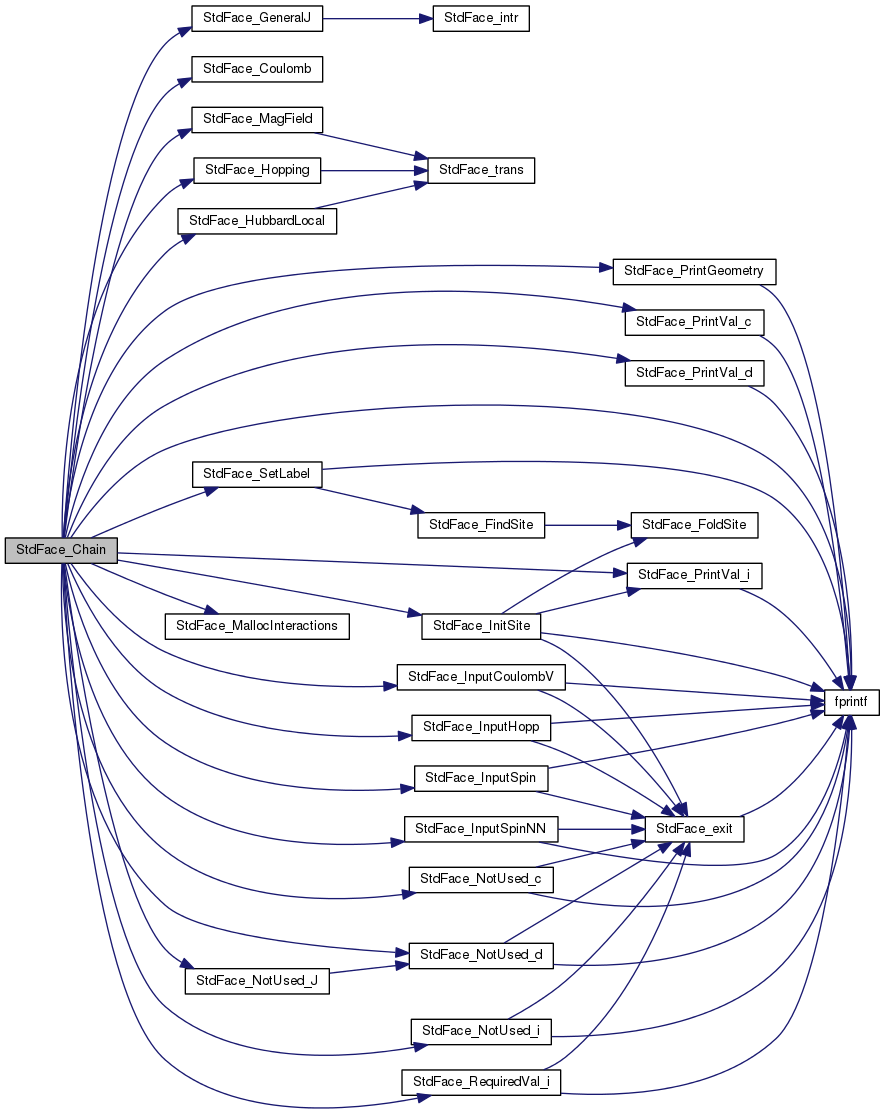 StdFace_GeneralJ
StdFace_intr
StdFace_Coulomb
StdFace_MagField
StdFace_Hopping
StdFace_trans
StdFace_HubbardLocal
StdFace_PrintGeometry
StdFace_PrintVal_c
StdFace_PrintVal_d
StdFace_SetLabel
StdFace_FindSite
StdFace_FoldSite
StdFace_Chain
StdFace_PrintVal_i
StdFace_MallocInteractions
StdFace_InitSite
StdFace_InputCoulombV
fprintf
StdFace_InputHopp
StdFace_InputSpin
StdFace_InputSpinNN
StdFace_exit
StdFace_NotUsed_c
StdFace_NotUsed_d
StdFace_NotUsed_J
StdFace_NotUsed_i
StdFace_RequiredVal_i